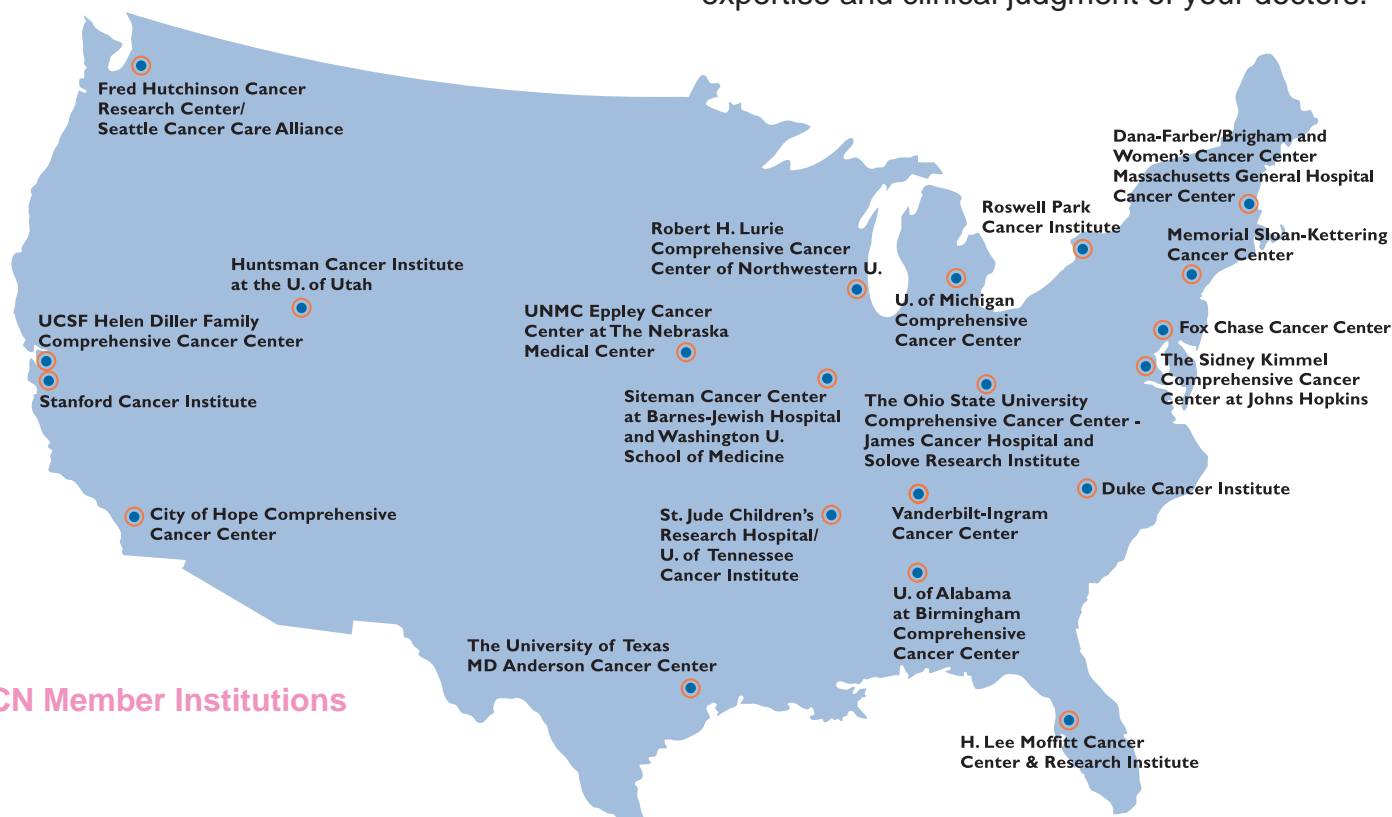 expertise and clinical judgment of your doctors.
Fred Hutchinson Cancer
Research Center/
Seattle Cancer Care Alliance
Dana-Farber/Brigham and
Women's Cancer Center
Massachusetts General Hospital
Cancer Center
Roswell Park
Cancer Institute
Robert H. Lurie
Comprehensive Cancer
Center of Northwestern U.
Memorial Sloan-Kettering
Cancer Center
Huntsman Cancer Institute
at the U. of Utah
U. of Michigan
Comprehensive
Cancer Center
UNMC Eppley Cancer
Center at The Nebraska
Medical Center
UCSF Helen Diller Family
Comprehensive Cancer Center
Fox Chase Cancer Center
The Sidney Kimmel
Comprehensive Cancer
Center at Johns Hopkins
Stanford Cancer Institute
Siteman Cancer Center
at Barnes-Jewish Hospital
and Washington U.
School of Medicine
The Ohio State University
Comprehensive Cancer Center -
James Cancer Hospital and
Solove Research Institute
Duke Cancer Institute
City of Hope Comprehensive
Cancer Center
St. Jude Children's
Research Hospital/
U. of Tennessee
Cancer Institute
Vanderbilt-Ingram
Cancer Center
U. of Alabama
at Birmingham
Comprehensive
Cancer Center
The University of Texas
MD Anderson Cancer Center
CN Member Institutions
H. Lee Moffitt Cancer
Center & Research Institute